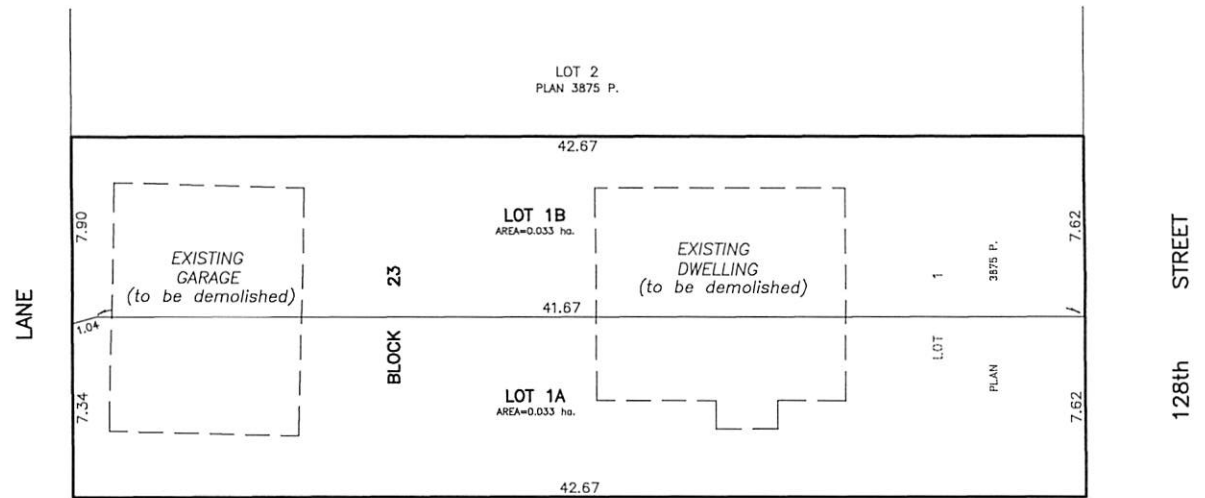 LOT 2
PLAN 3875 P.
42.67
7.90
EXISTING
GARAGE
(to be demolished)
LOT 1B
AREA=0.033 ha.
EXISTING
DWELLING
(to be demolished)
7.62
LANE
1.04
41.67
BLOCK 23
LOT 1
PLAN 3875 P.
128th STREET
7.34
LOT 1A
AREA=0.033 ha.
7.62
42.67